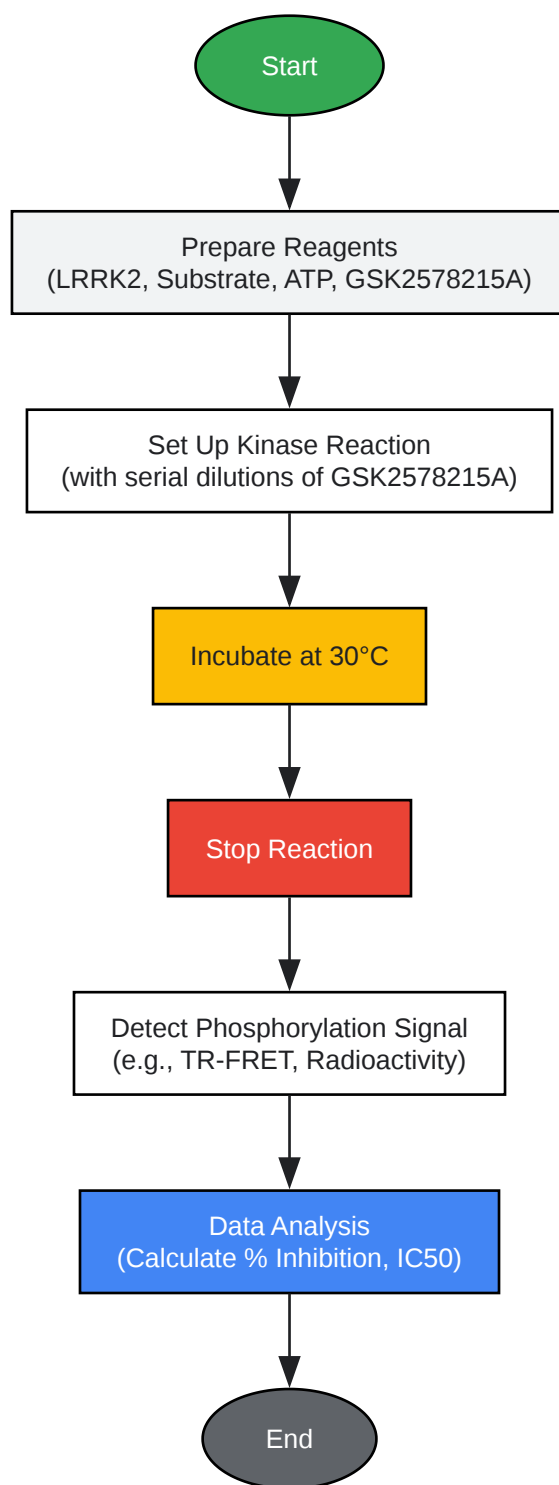 Start
Prepare Reagents
(LRRK2, Substrate, ATP, GSK2578215A)
Set Up Kinase Reaction
(with serial dilutions of GSK2578215A)
Incubate at 30°C
Stop Reaction
Detect Phosphorylation Signal
(e.g., TR-FRET, Radioactivity)
Data Analysis
(Calculate % Inhibition, IC50)
End